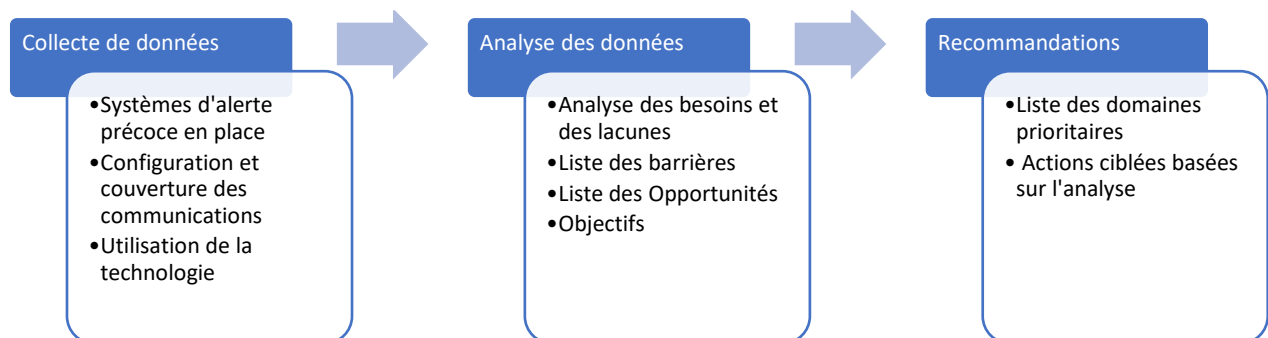 Collecte de données
•Systèmes d'alerte
précoce en place
•Configuration et
couverture des
communications
•Utilisation de la
technologie
Analyse des données
•Analyse des besoins et
des lacunes
•Liste des barrières
•Liste des Opportunités
•Objectifs
Recommandations
•Liste des domaines
prioritaires
• Actions ciblées basées
sur l'analyse